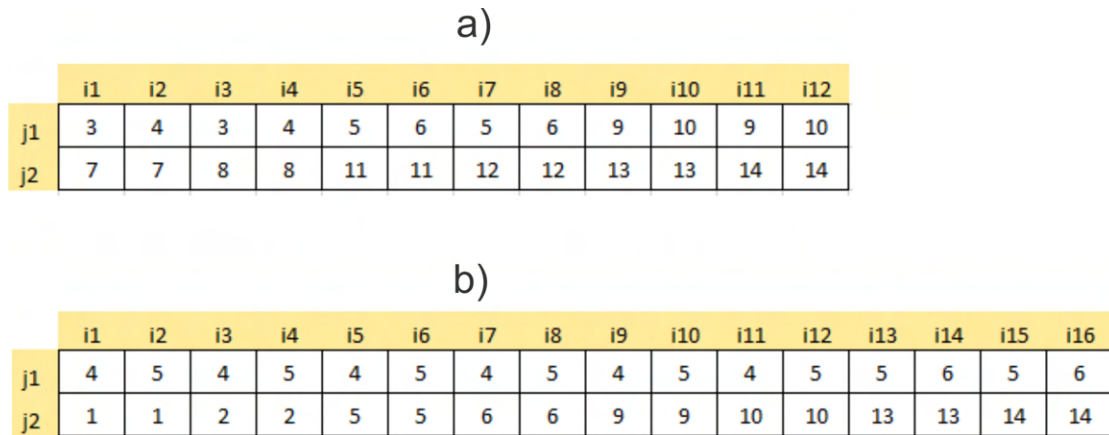 a)
i1 i2 i3 i4 i5 i6 i7 i8 i9 i10 i11 i12
j1 3 4 3 4 5 6 5 6 9 10 9 10
j2 7 7 8 8 11 11 12 12 13 13 14 14
b)
i1 i2 i3 i4 i5 i6 i7 i8 i9 i10 i11 i12 i13 i14 i15 i16
j1 4 5 4 5 4 5 4 5 4 5 4 5 5 6 5 6
j2 1 1 2 2 5 5 6 6 9 9 10 10 13 13 14 14